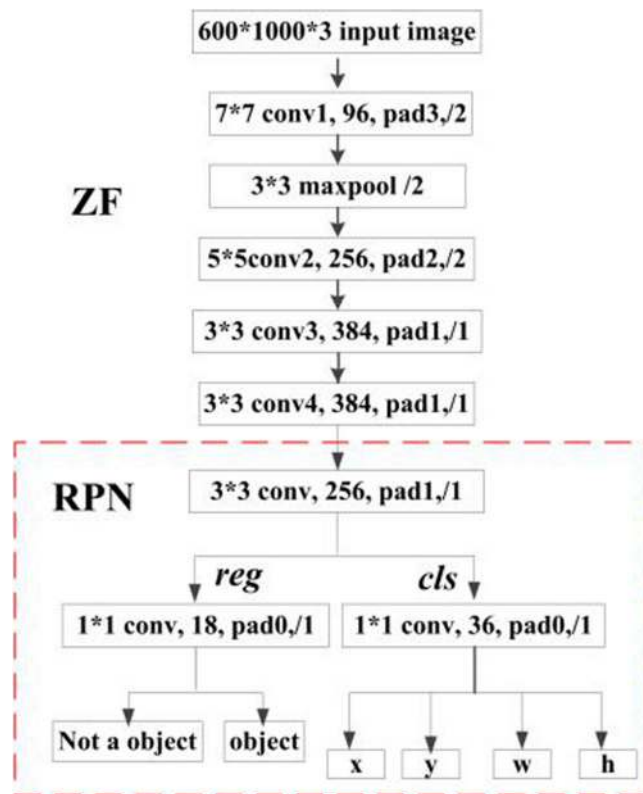 600*1000*3 input image
7*7 conv1, 96, pad3,/2
ZF
3*3 maxpool /2
5*5conv2, 256, pad2,/2
3*3 conv3, 384, pad1,/1
3*3 conv4, 384, pad1,/1
RPN
3*3 conv, 256, pad1,/1
reg
cls
1*1 conv, 18, pad0,/1
1*1 conv, 36, pad0,/1
Not a object
object
x
y
w
h